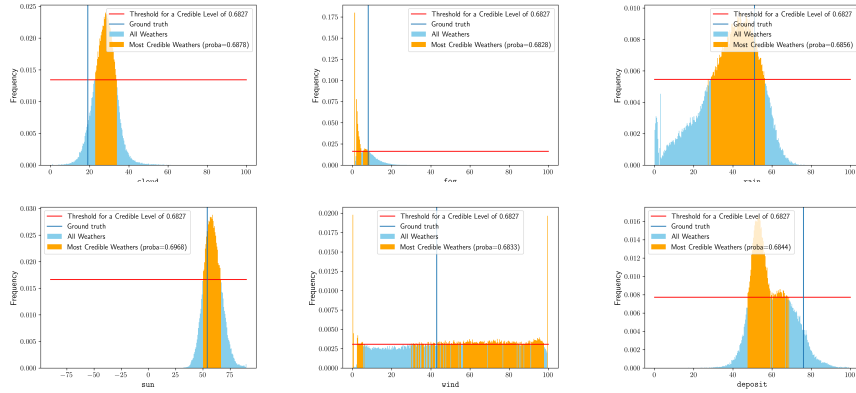 0.025
0.020
0.015
0.010
0.005
0.000
Frequency
0
20
40
60
80
100
cloud
Threshold for a Credible Level of 0.6827
Ground truth
All Weathers
Most Credible Weathers (proba=0.6878)
0.175
0.150
0.125
0.100
0.075
0.050
0.025
0.000
Frequency
0
20
40
60
80
100
fog
Threshold for a Credible Level of 0.6827
Ground truth
All Weathers
Most Credible Weathers (proba=0.6828)
0.010
0.008
0.006
0.004
0.002
0.000
Frequency
0
20
40
60
80
100
rain
Threshold for a Credible Level of 0.6827
Ground truth
All Weathers
Most Credible Weathers (proba=0.6856)
0.030
0.025
0.020
0.015
0.010
0.005
0.000
Frequency
−75
−50
−25
0
25
50
75
sun
Threshold for a Credible Level of 0.6827
Ground truth
All Weathers
Most Credible Weathers (proba=0.6968)
0.0200
0.0175
0.0150
0.0125
0.0100
0.0075
0.0050
0.0025
0.0000
Frequency
0
20
40
60
80
100
wind
Threshold for a Credible Level of 0.6827
Ground truth
All Weathers
Most Credible Weathers (proba=0.6833)
0.016
0.014
0.012
0.010
0.008
0.006
0.004
0.002
0.000
Frequency
0
20
40
60
80
100
deposit
Threshold for a Credible Level of 0.6827
Ground truth
All Weathers
Most Credible Weathers (proba=0.6844)